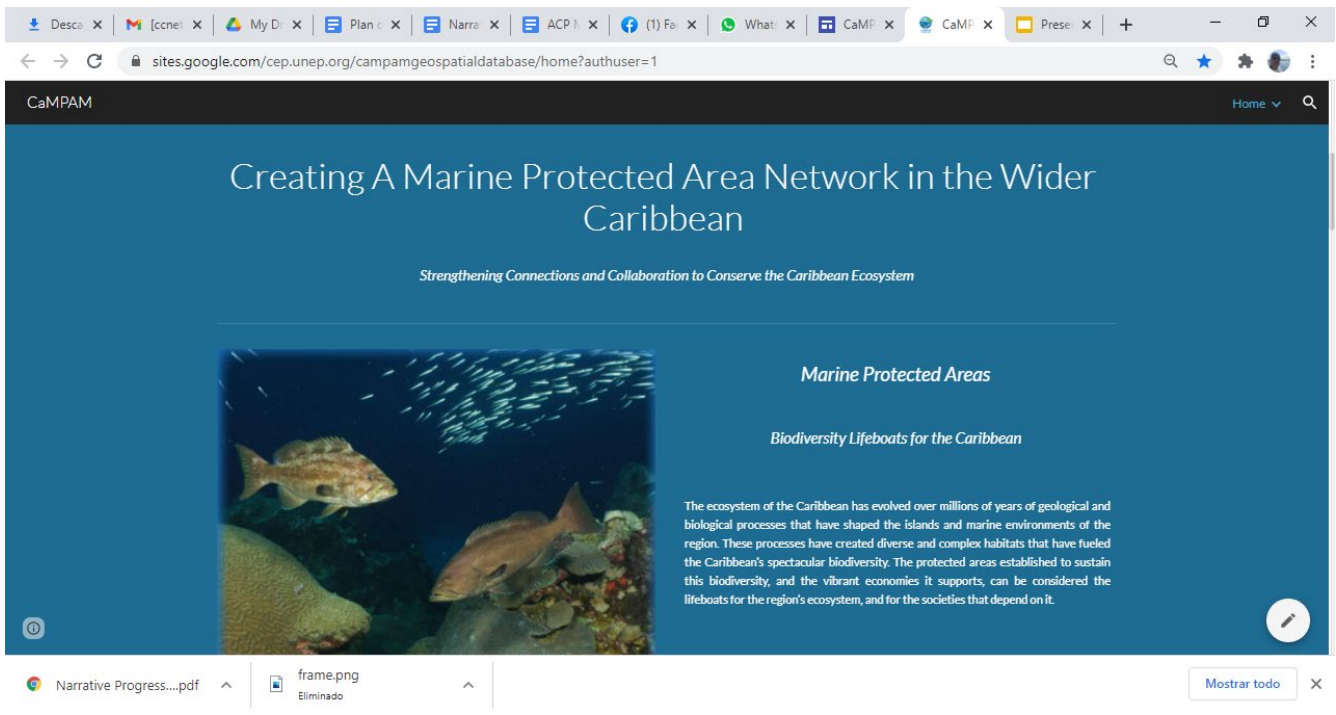 Desca
[ccnet
My Dr
Plan c
Narra
ACP N
(1) Fa
What
CaMP
CaMP
Prese
sites.google.com/cep.unep.org/campamgeospatialdatabase/home?authuser=1
CaMPAM
Home
Creating A Marine Protected Area Network in the Wider
Caribbean
Strengthening Connections and Collaboration to Conserve the Caribbean Ecosystem
Marine Protected Areas
Biodiversity Lifeboats for the Caribbean
The ecosystem of the Caribbean has evolved over millions of years of geological and
biological processes that have shaped the islands and marine environments of the
region. These processes have created diverse and complex habitats that have fueled
the Caribbean's spectacular biodiversity. The protected areas established to sustain
this biodiversity, and the vibrant economies it supports, can be considered the
lifeboats for the region's ecosystem, and for the societies that depend on it.
Narrative Progress....pdf
frame.png
Eliminado
Mostrar todo